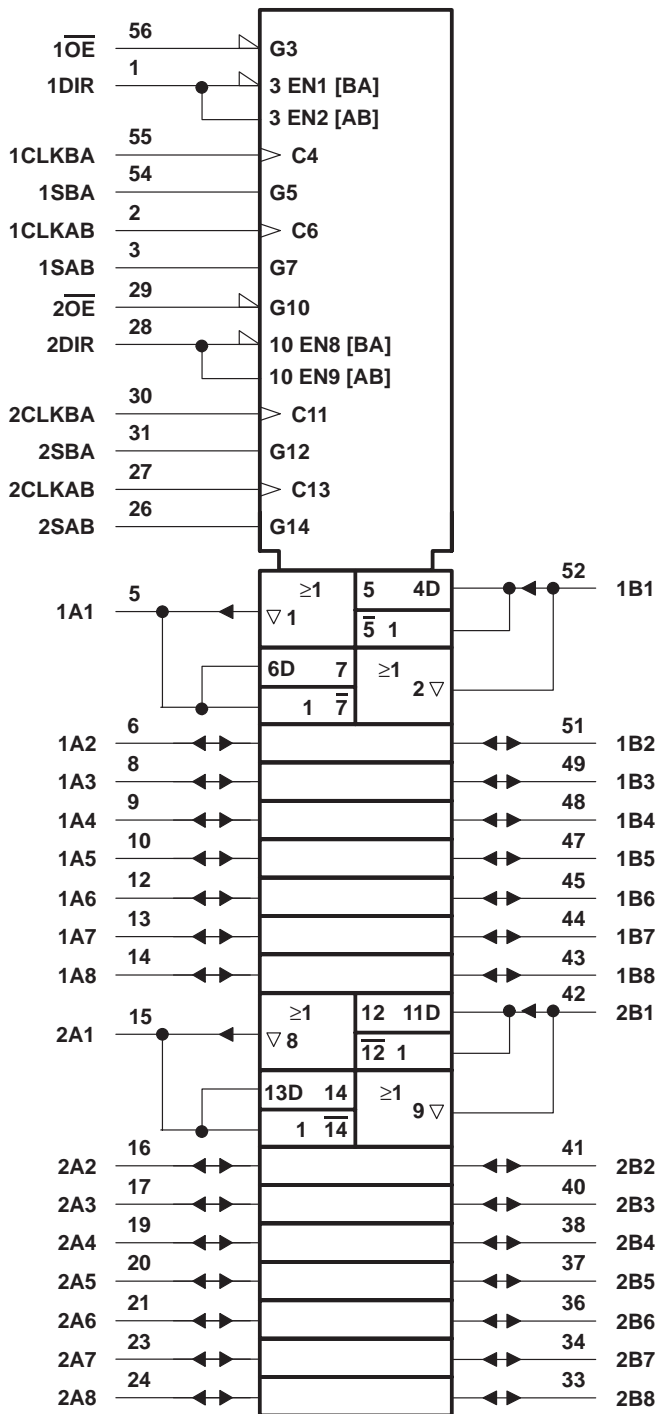 56
1O̅E̅ G3
1
1DIR 3 EN1 [BA]
3 EN2 [AB]
55
1CLKBA C4
54
1SBA G5
2
1CLKAB C6
3
1SAB G7
29
2O̅E̅ G10
28
2DIR 10 EN8 [BA]
10 EN9 [AB]
30
2CLKBA C11
31
2SBA G12
27
2CLKAB C13
26
2SAB G14
5 ≥1 5 4D 52
1A1 ▽ 1 1B1
5̅ 1
6D 7 ≥1
2 ▽
1 7̅
6 51
1A2 1B2
8 49
1A3 1B3
9 48
1A4 1B4
10 47
1A5 1B5
12 45
1A6 1B6
13 44
1A7 1B7
14 43
1A8 1B8
15 ≥1 12 11D 42
2A1 ▽ 8 2B1
1̅2̅ 1
13D 14 ≥1
9 ▽
1 1̅4̅
16 41
2A2 2B2
17 40
2A3 2B3
19 38
2A4 2B4
20 37
2A5 2B5
21 36
2A6 2B6
23 34
2A7 2B7
24 33
2A8 2B8